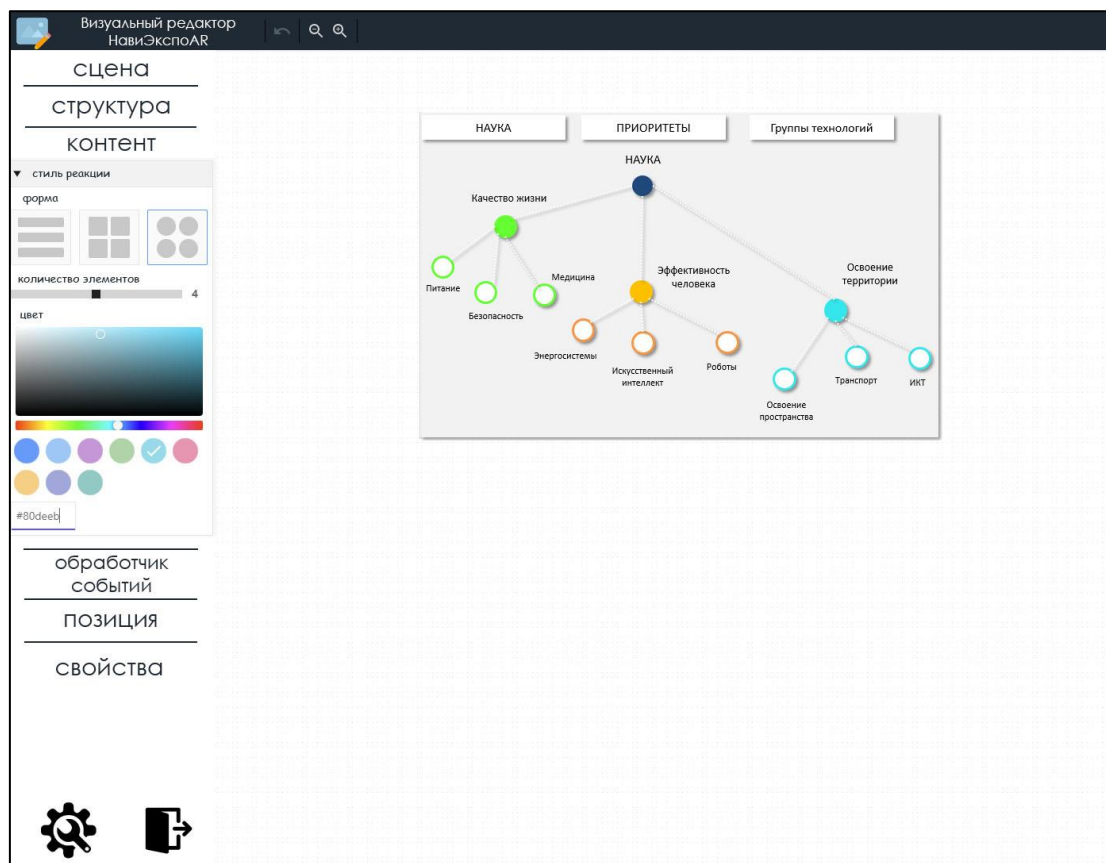 Визуальный редактор
НавиЭкспоAR
сцена
структура
контент
стиль реакции
форма
количество элементов
4
цвет
#80deeb
обработчик
событий
позиция
свойства
НАУКА
ПРИОРИТЕТЫ
Группы технологий
НАУКА
Качество жизни
Питание
Безопасность
Медицина
Эффективность
человека
Энергосистемы
Искусственный
интеллект
Роботы
Освоение
территории
Освоение
пространства
Транспорт
ИКТ